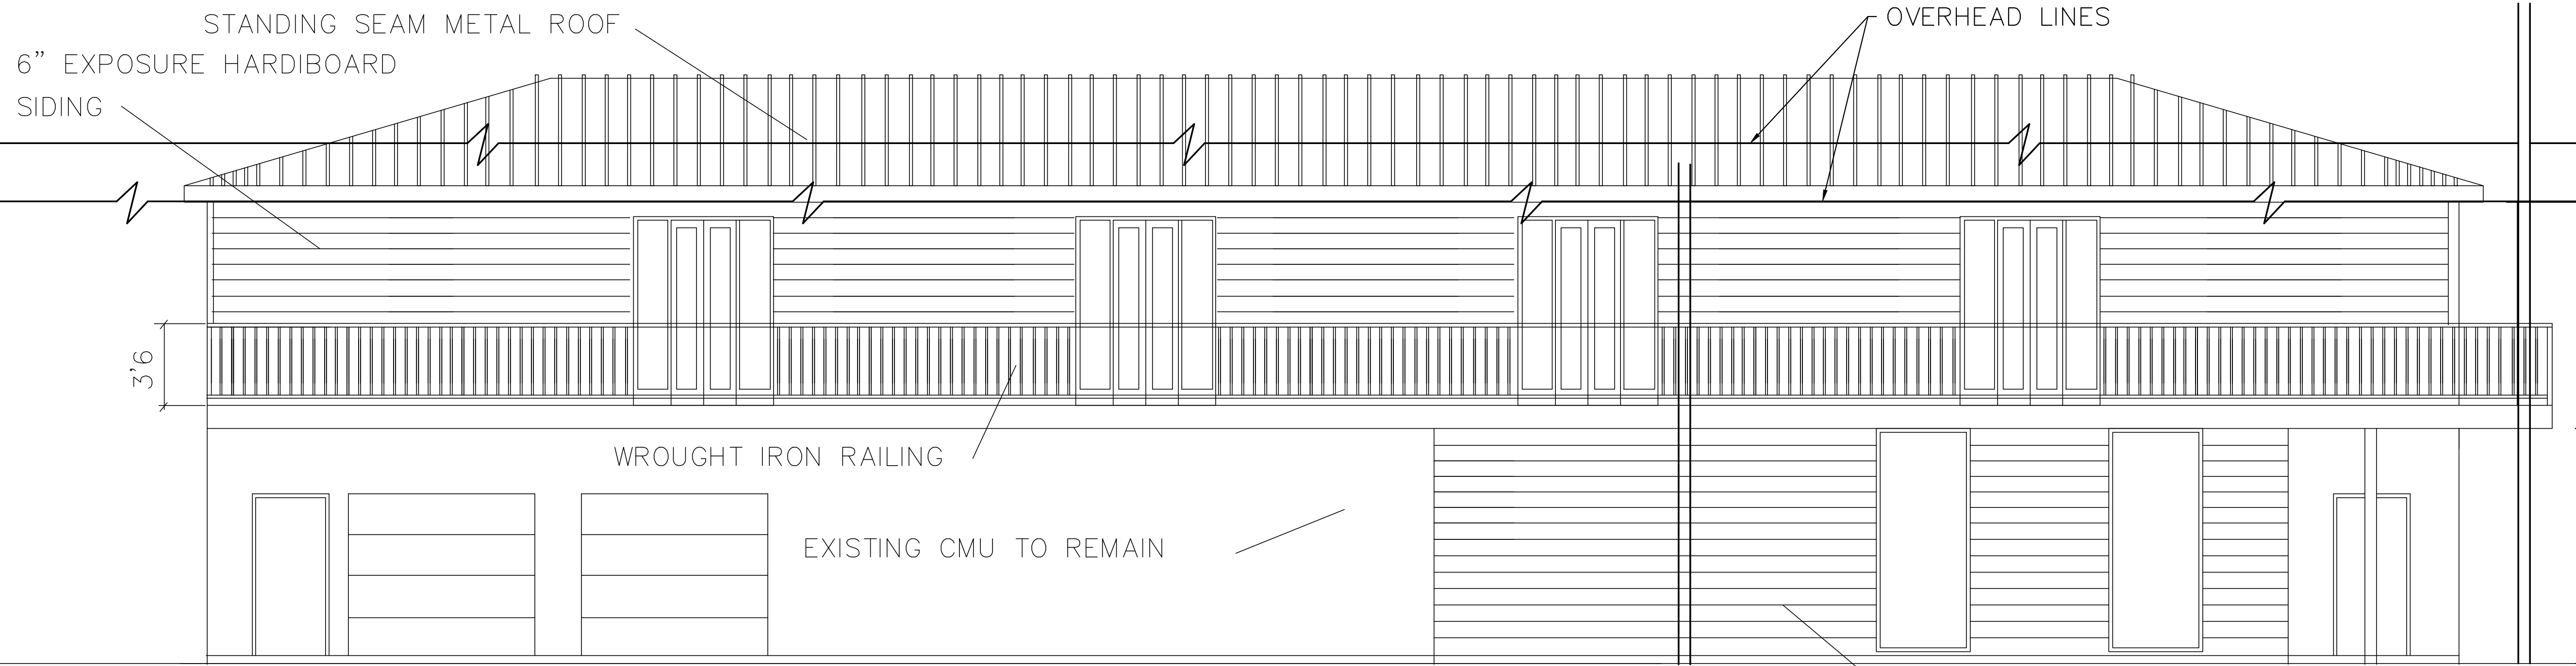 STANDING SEAM METAL ROOF
OVERHEAD LINES
6” EXPOSURE HARDIBOARD
SIDING
3’6
WROUGHT IRON RAILING
EXISTING CMU TO REMAIN